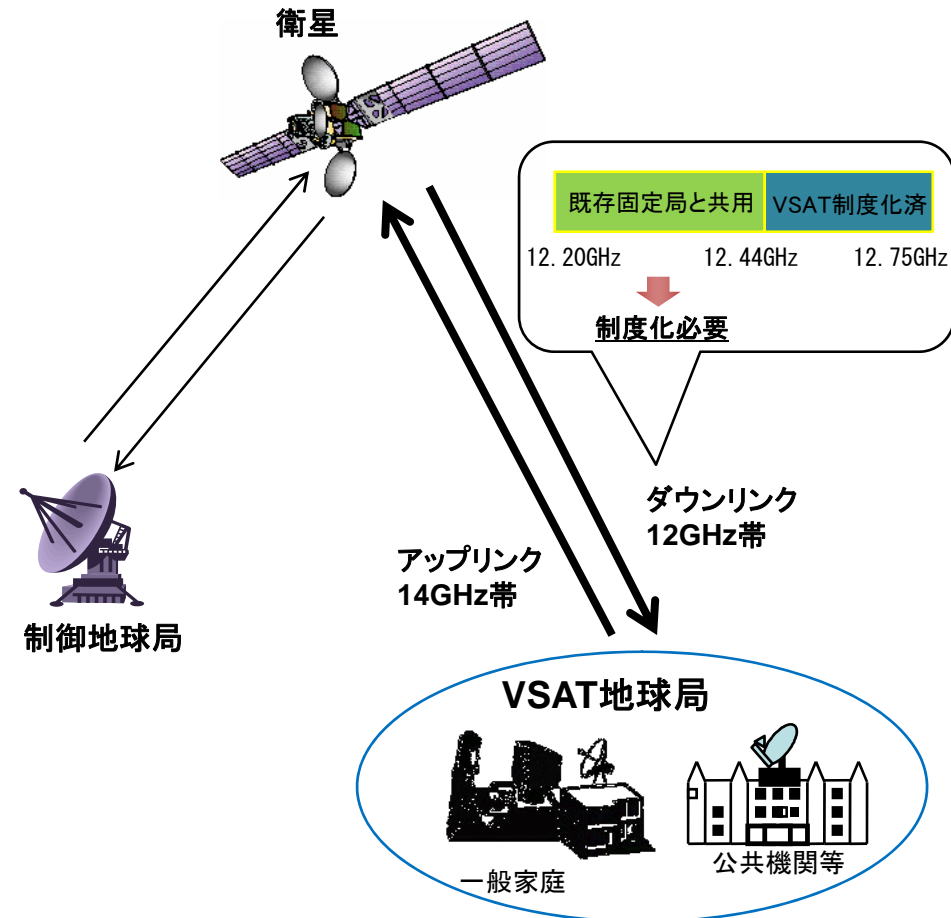 衛星
既存固定局と共用 VSAT制度化済
12.20GHz 12.44GHz 12.75GHz
制度化必要
ダウンリンク
12GHz帯
アップリンク
14GHz帯
制御地球局
VSAT地球局
一般家庭
公共機関等